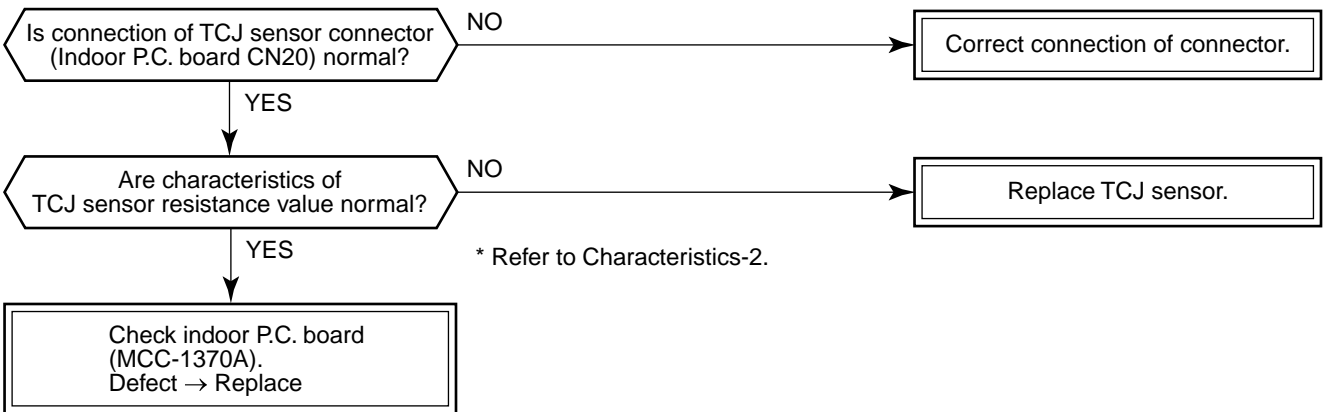 Is connection of TCJ sensor connector
(Indoor P.C. board CN20) normal?
NO
Correct connection of connector.
YES
Are characteristics of
TCJ sensor resistance value normal?
NO
Replace TCJ sensor.
YES
* Refer to Characteristics-2.
Check indoor P.C. board
(MCC-1370A).
Defect → Replace